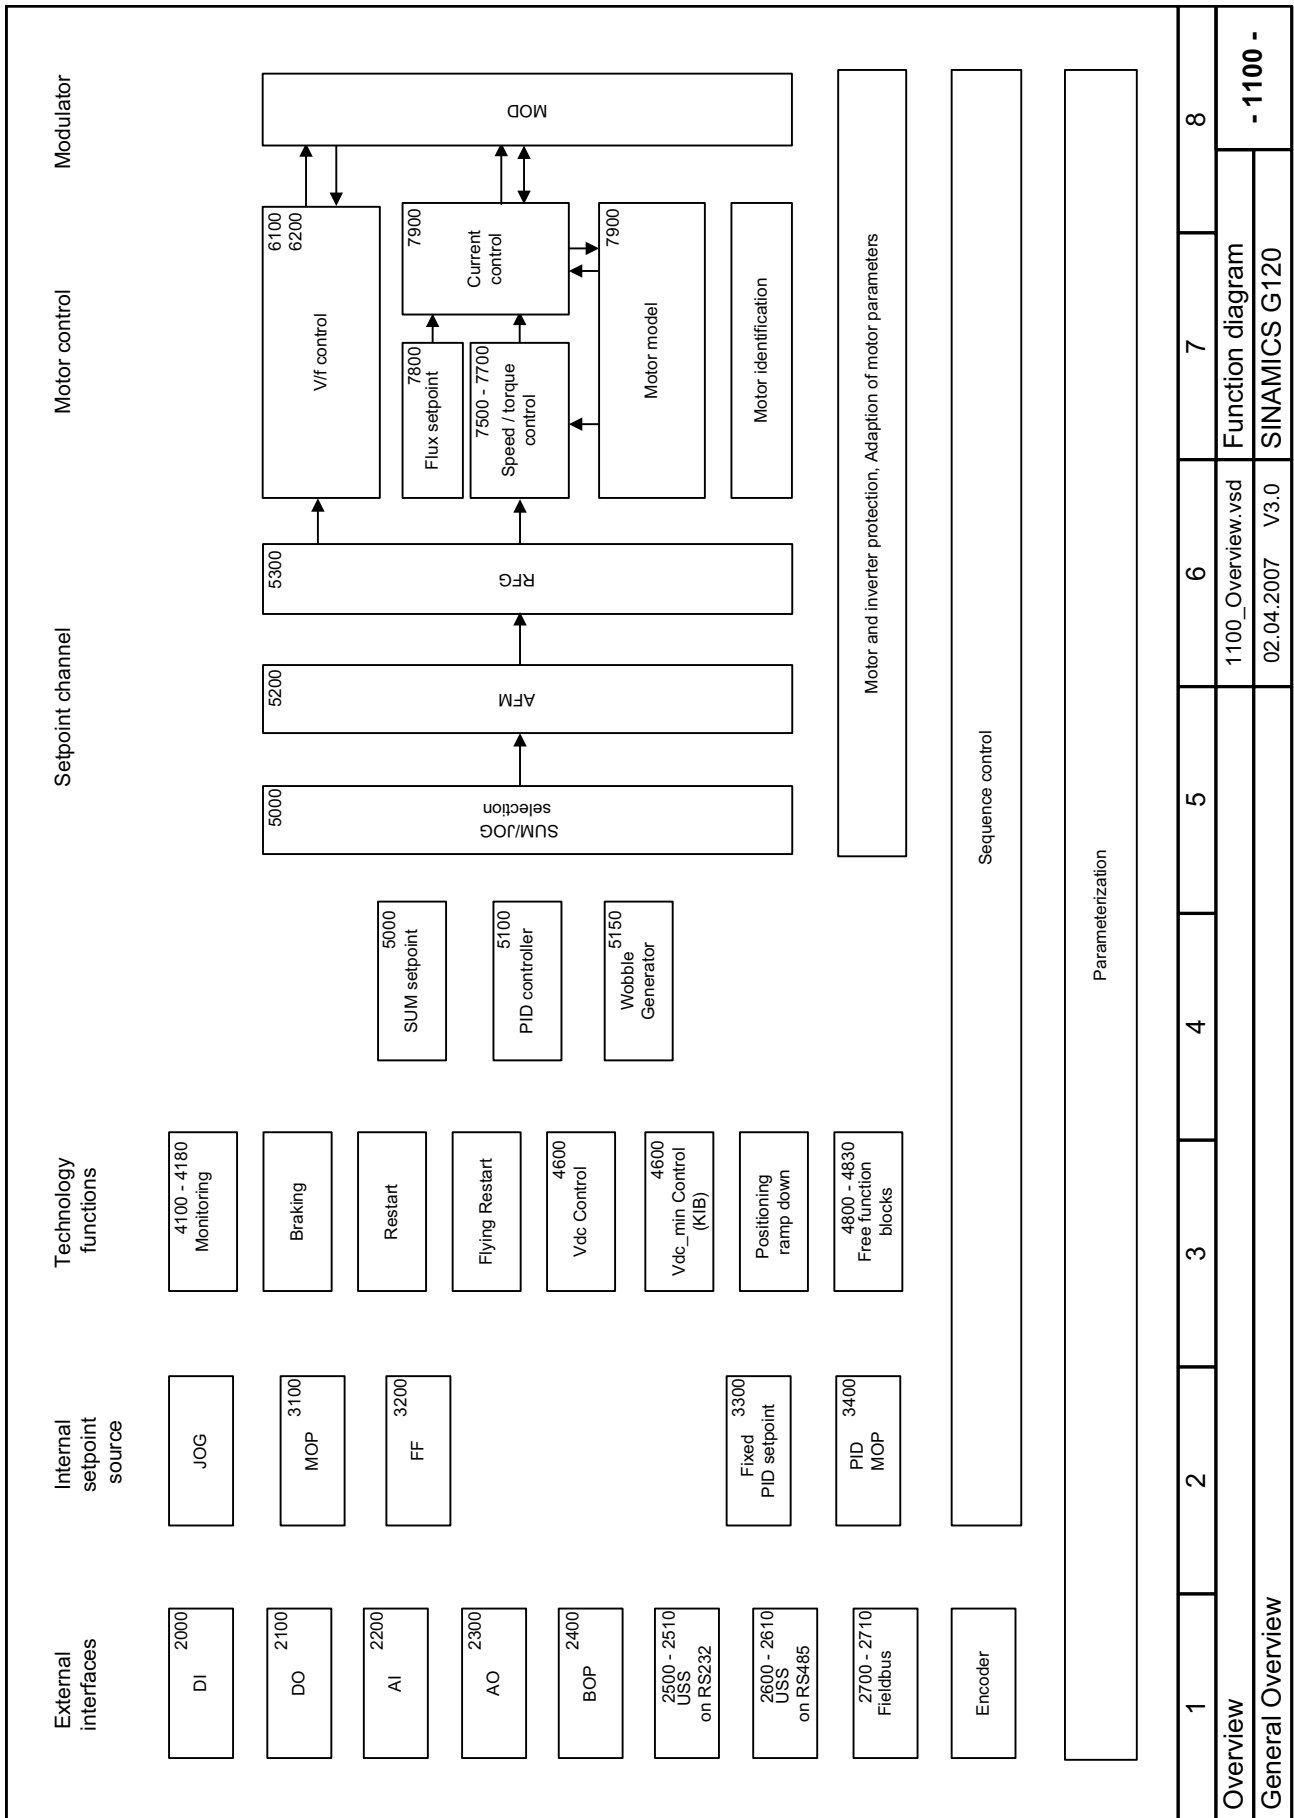 External
interfaces
Internal
setpoint
source
Technology
functions
Setpoint channel
Motor control
Modulator
2000
DI
2100
DO
2200
AI
2300
AO
2400
BOP
2500 - 2510
USS
on RS232
2600 - 2610
USS
on RS485
2700 - 2710
Fieldbus
Encoder
JOG
3100
MOP
3200
FF
3300
Fixed
PID setpoint
3400
PID
MOP
4100 - 4180
Monitoring
Braking
Restart
Flying Restart
4600
Vdc Control
4600
Vdc_min Control
(KIB)
Positioning
ramp down
4800 - 4830
Free function
blocks
5000
SUM setpoint
5100
PID controller
5150
Wobble
Generator
5000
SUM/JOG
selection
5200
AFM
5300
RFG
6100
6200
V/f control
7800
Flux setpoint
7500 - 7700
Speed / torque
control
7900
Current
control
7900
Motor model
Motor identification
MOD
Motor and inverter protection, Adaption of motor parameters
Sequence control
Parameterization
1
2
3
4
5
6
7
8
Overview
1100_Overview.vsd
Function diagram
- 1100 -
General Overview
02.04.2007
V3.0
SINAMICS G120